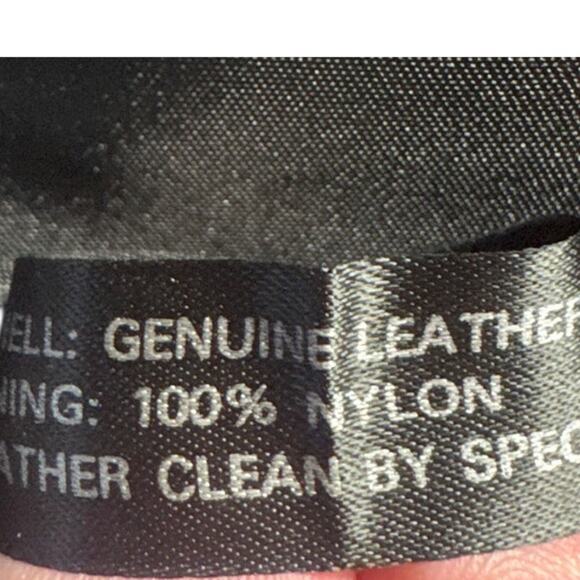 ELL: GENUINE LEATHER
NING: 100% NYLON
ATHER CLEAN BY SPEC